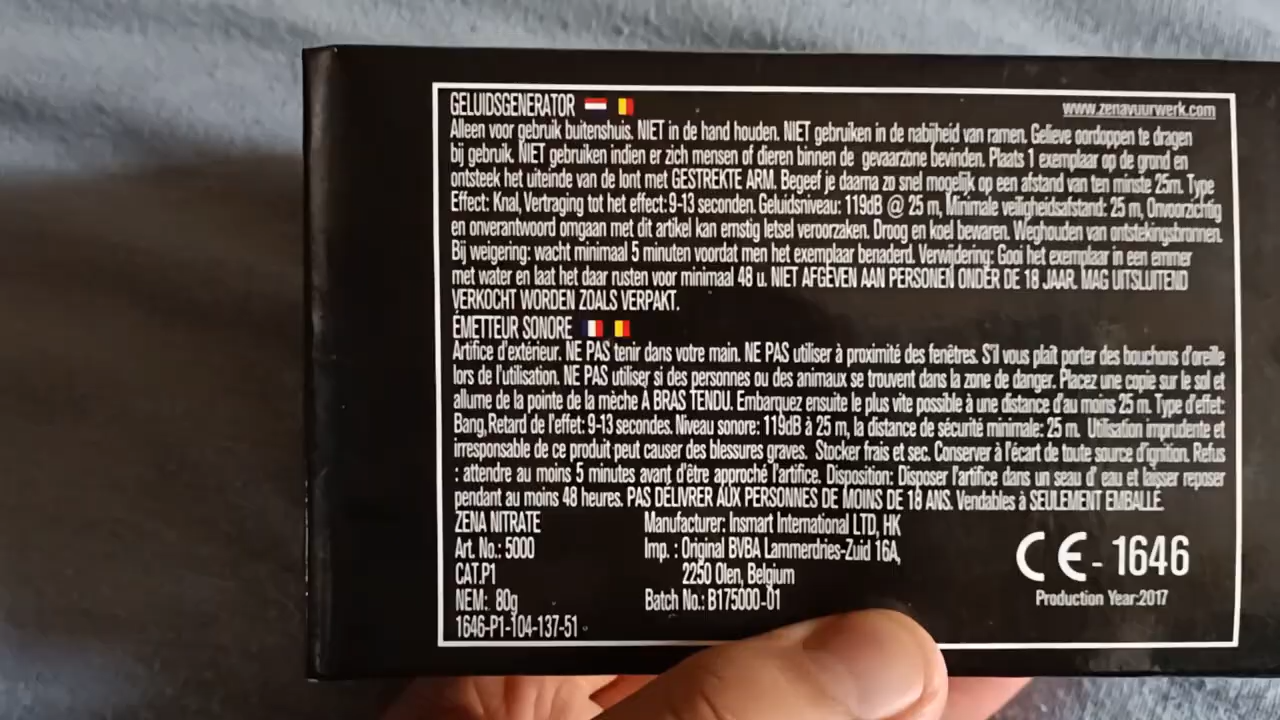 GELUIDSGENERATOR
www.zenavuurwerk.com
Alleen voor gebruik buitenshuis. NIET in de hand houden. NIET gebruiken in de nabijheid van ramen. Gelieve oordoppen te dragen
bij gebruik. NIET gebruiken indien er zich mensen of dieren binnen de gevaarzone bevinden. Plaats 1 exemplaar op de grond en
ontsteek het uiteinde van de lont met GESTREKTE ARM. Begeef je daarna zo snel mogelijk op een afstand van ten minste 25m. Type
Effect: Knal, Vertraging tot het effect: 9-13 seconden. Geluidsniveau: 119dB @ 25 m, Minimale veiligheidsafstand: 25 m, Onvoorzichtig
en onverantwoord omgaan met dit artikel kan ernstig letsel veroorzaken. Droog en koel bewaren. Weghouden van ontstekingsbronnen.
Bij weigering: wacht minimaal 5 minuten voordat men het exemplaar benaderd. Verwijdering: Gooi het exemplaar in een emmer
met water en laat het daar rusten voor minimaal 48 u. NIET AFGEVEN AAN PERSONEN ONDER DE 18 JAAR. MAG UITSLUITEND
VERKOCHT WORDEN ZOALS VERPAKT.
ÉMETTEUR SONORE
Artifice d'extérieur. NE PAS tenir dans votre main. NE PAS utiliser à proximité des fenêtres. S'il vous plaît porter des bouchons d'oreille
lors de l'utilisation. NE PAS utiliser si des personnes ou des animaux se trouvent dans la zone de danger. Placez une copie sur le sol et
allume de la pointe de la mèche À BRAS TENDU. Embarquez ensuite le plus vite possible à une distance d'au moins 25 m. Type d'effet:
Bang, Retard de l'effet: 9-13 secondes. Niveau sonore: 119dB à 25 m, la distance de sécurité minimale: 25 m. Utilisation imprudente et
irresponsable de ce produit peut causer des blessures graves. Stocker frais et sec. Conserver à l'écart de toute source d'ignition. Refus
: attendre au moins 5 minutes avant d'être approché l'artifice. Disposition: Disposer l'artifice dans un seau d' eau et laisser reposer
pendant au moins 48 heures. PAS DÉLIVRER AUX PERSONNES DE MOINS DE 18 ANS. Vendables à SEULEMENT EMBALLÉ.
ZENA NITRATE
Art. No.: 5000
CAT.P1
NEM: 80g
1646-P1-104-137-51
Manufacturer: Insmart International LTD, HK
Imp. : Original BVBA Lammerdries-Zuid 16A,
2250 Olen, Belgium
Batch No.: B175000-01
CE - 1646
Production Year:2017